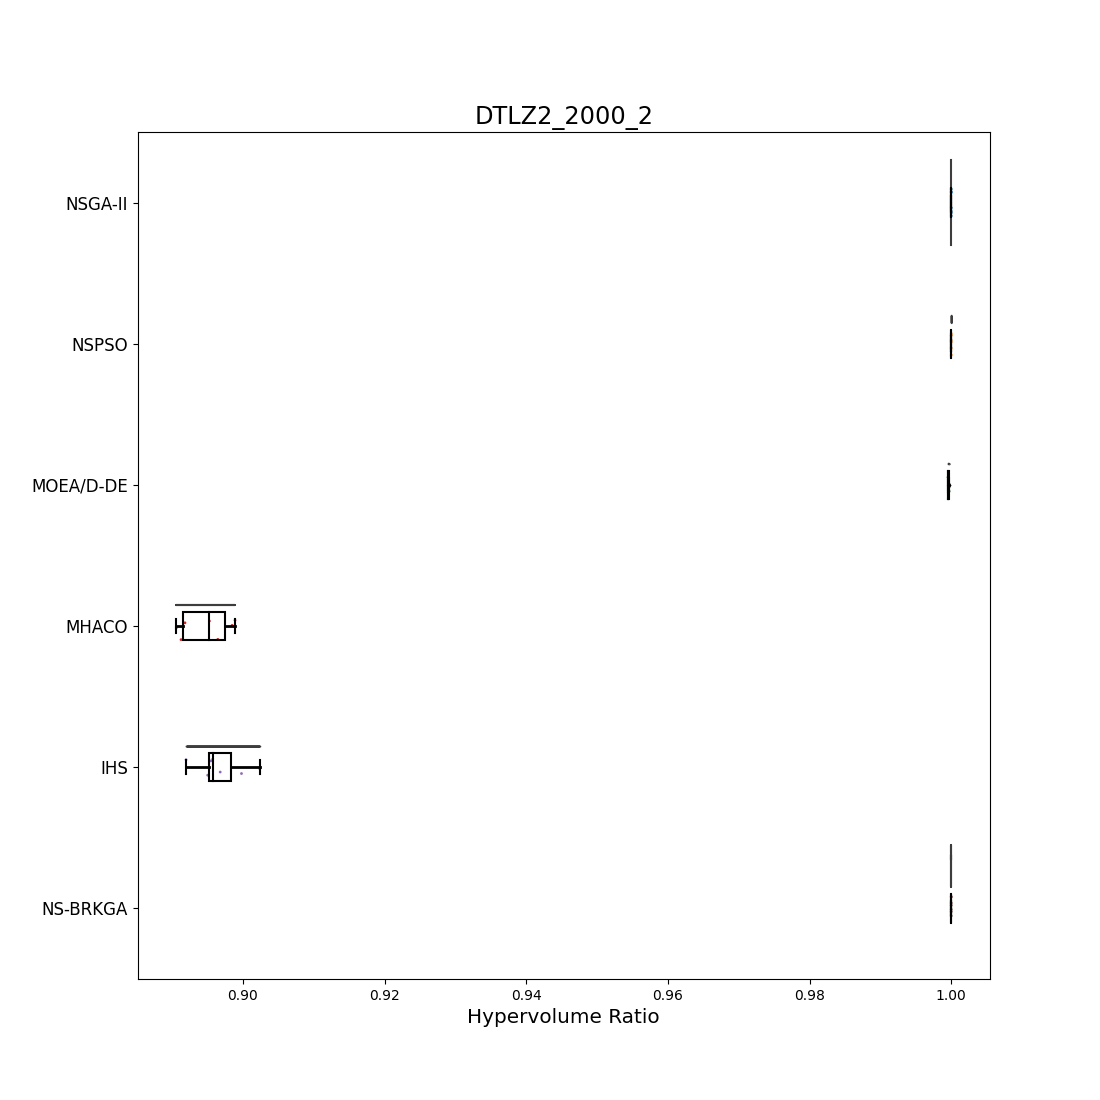 DTLZ2_2000_2
NSGA-II
NSPSO
MOEA/D-DE
MHACO
IHS
NS-BRKGA
0.90 0.92 0.94 0.96 0.98 1.00
Hypervolume Ratio